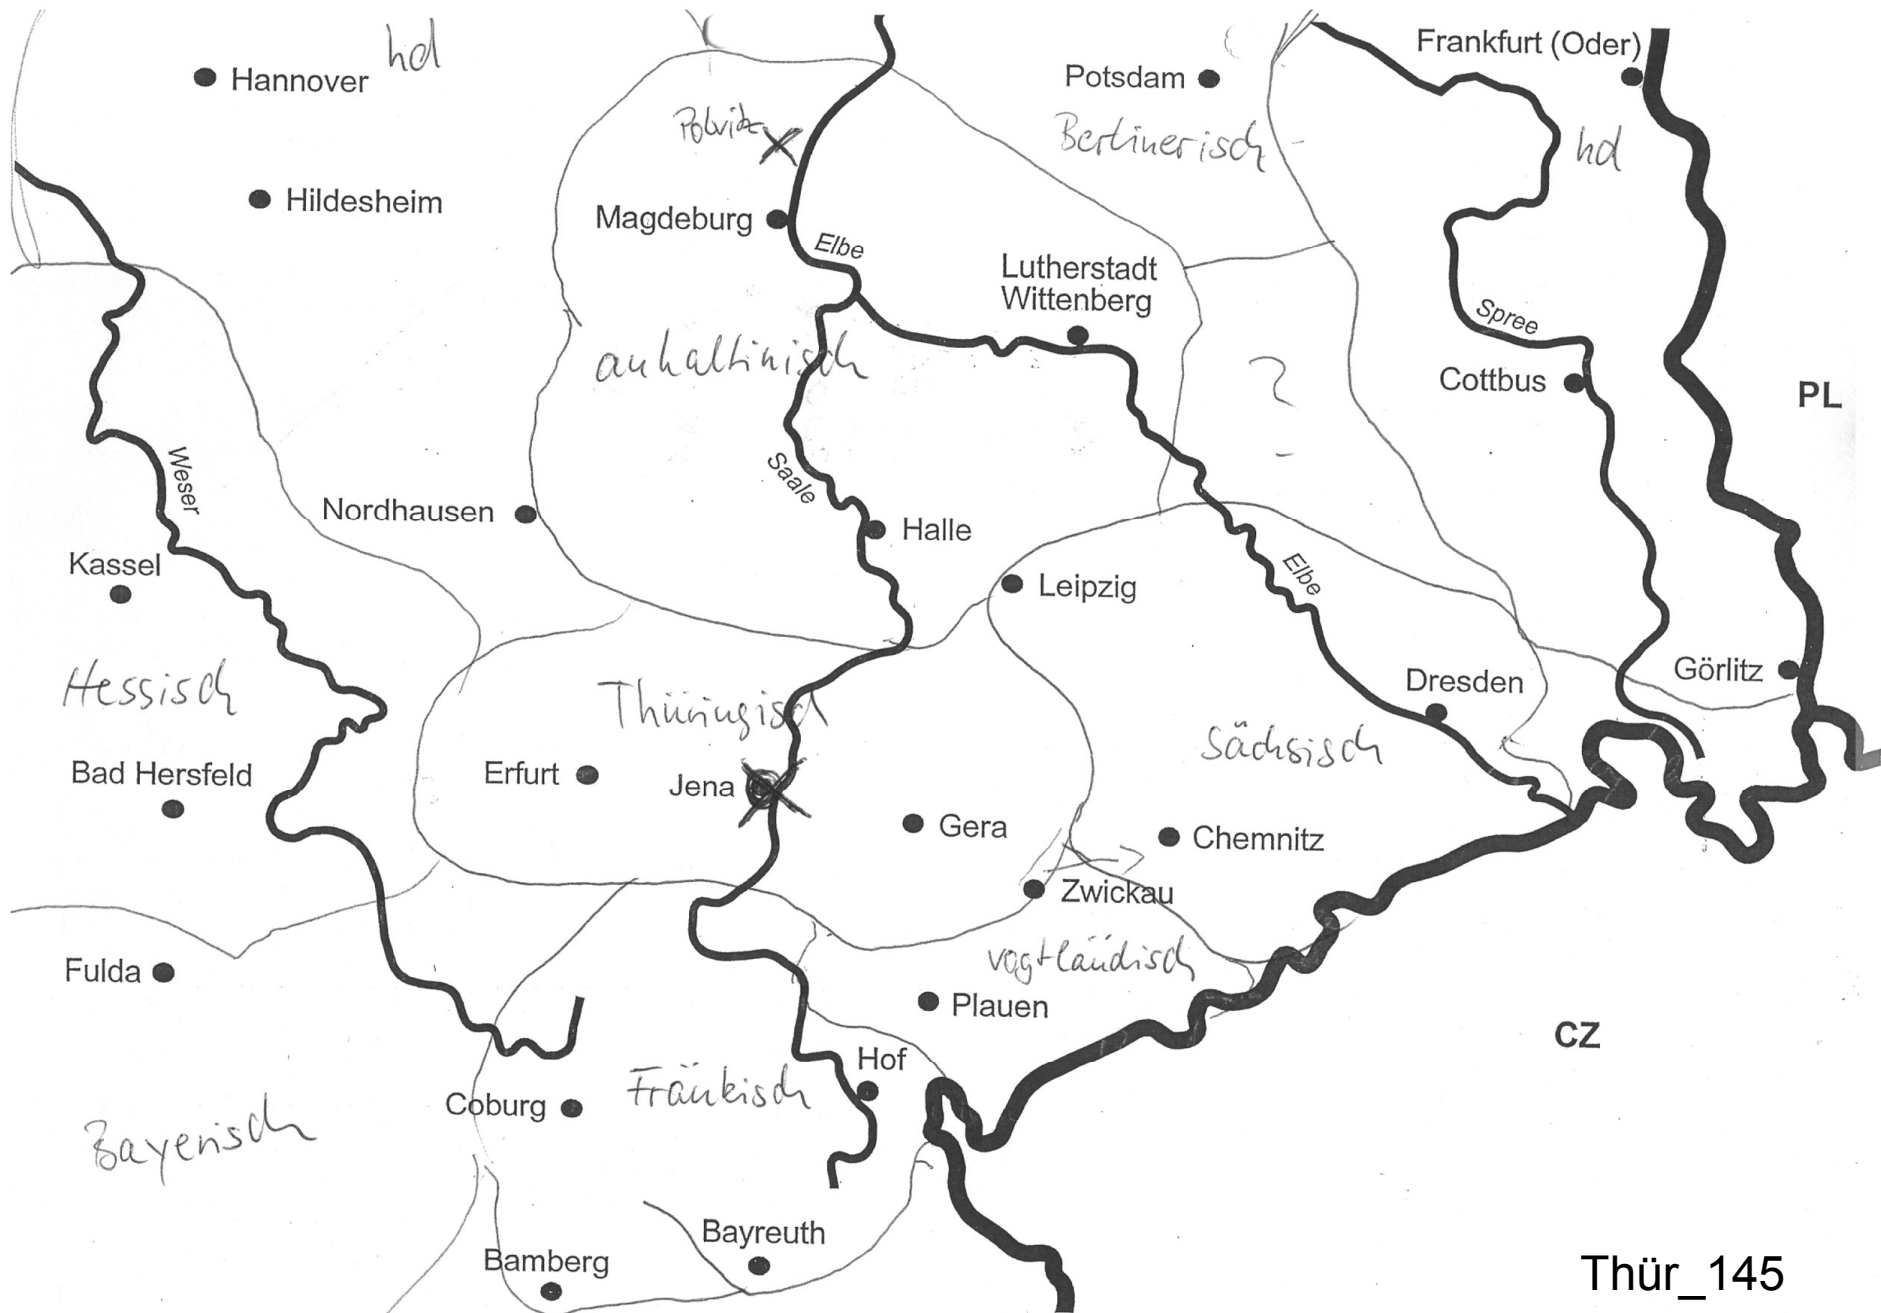 hd
Hannover
Frankfurt (Oder)
Potsdam
Berlinerisch
hd
Hildesheim
Magdeburg
Elbe
Lutherstadt
Wittenberg
Spree
anhaltinisch
?
Cottbus
PL
Weser
Saale
Nordhausen
Halle
Kassel
Leipzig
Elbe
Hessisch
Thüringisch
Dresden
Görlitz
Sächsisch
Bad Hersfeld
Erfurt
Jena
Gera
Chemnitz
Zwickau
Fulda
vogtländisch
Plauen
CZ
Hof
Coburg
Fränkisch
Bayerisch
Bayreuth
Bamberg
Thür_145